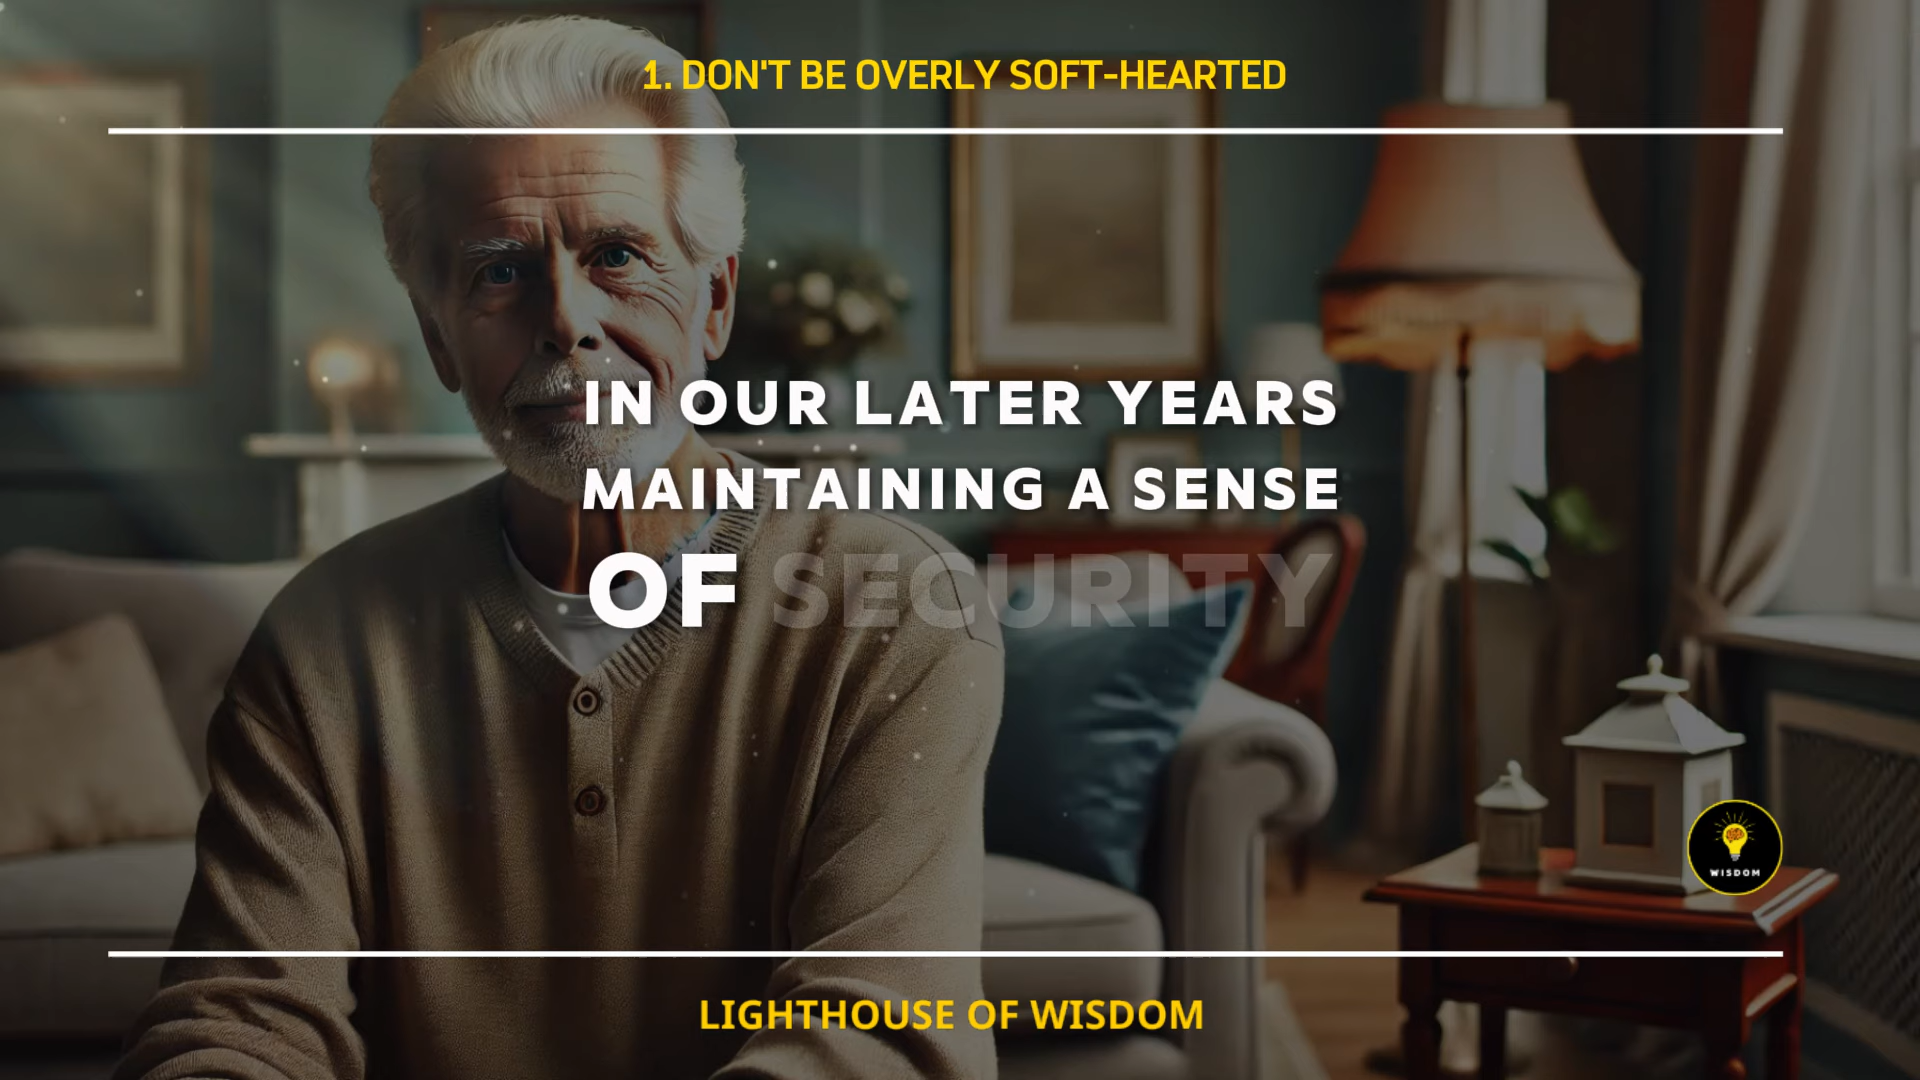 1. DON'T BE OVERLY SOFT-HEARTED
IN OUR LATER YEARS
MAINTAINING A SENSE
OF SECURITY
WISDOM
LIGHTHOUSE OF WISDOM